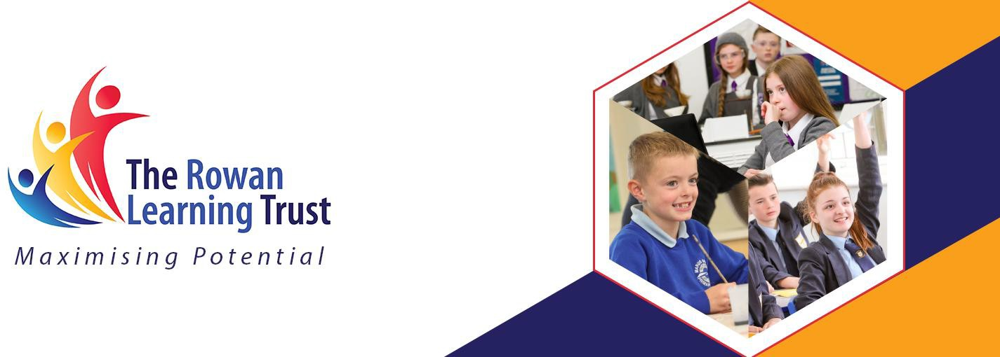 The Rowan
Learning Trust
Maximising Potential